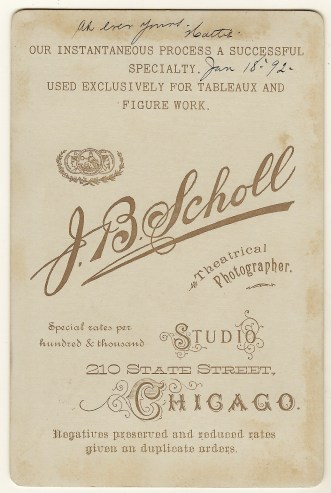 As ever yours.
Hattie.
OUR INSTANTANEOUS PROCESS A SUCCESSFUL
SPECIALTY. Jan 18-'92-
USED EXCLUSIVELY FOR TABLEAUX AND
FIGURE WORK.
J.B. Scholl
Theatrical
Photographer.
Special rates per
hundred & thousand
STUDIO
210 STATE STREET,
CHICAGO.
Negatives preserved and reduced rates
given on duplicate orders.